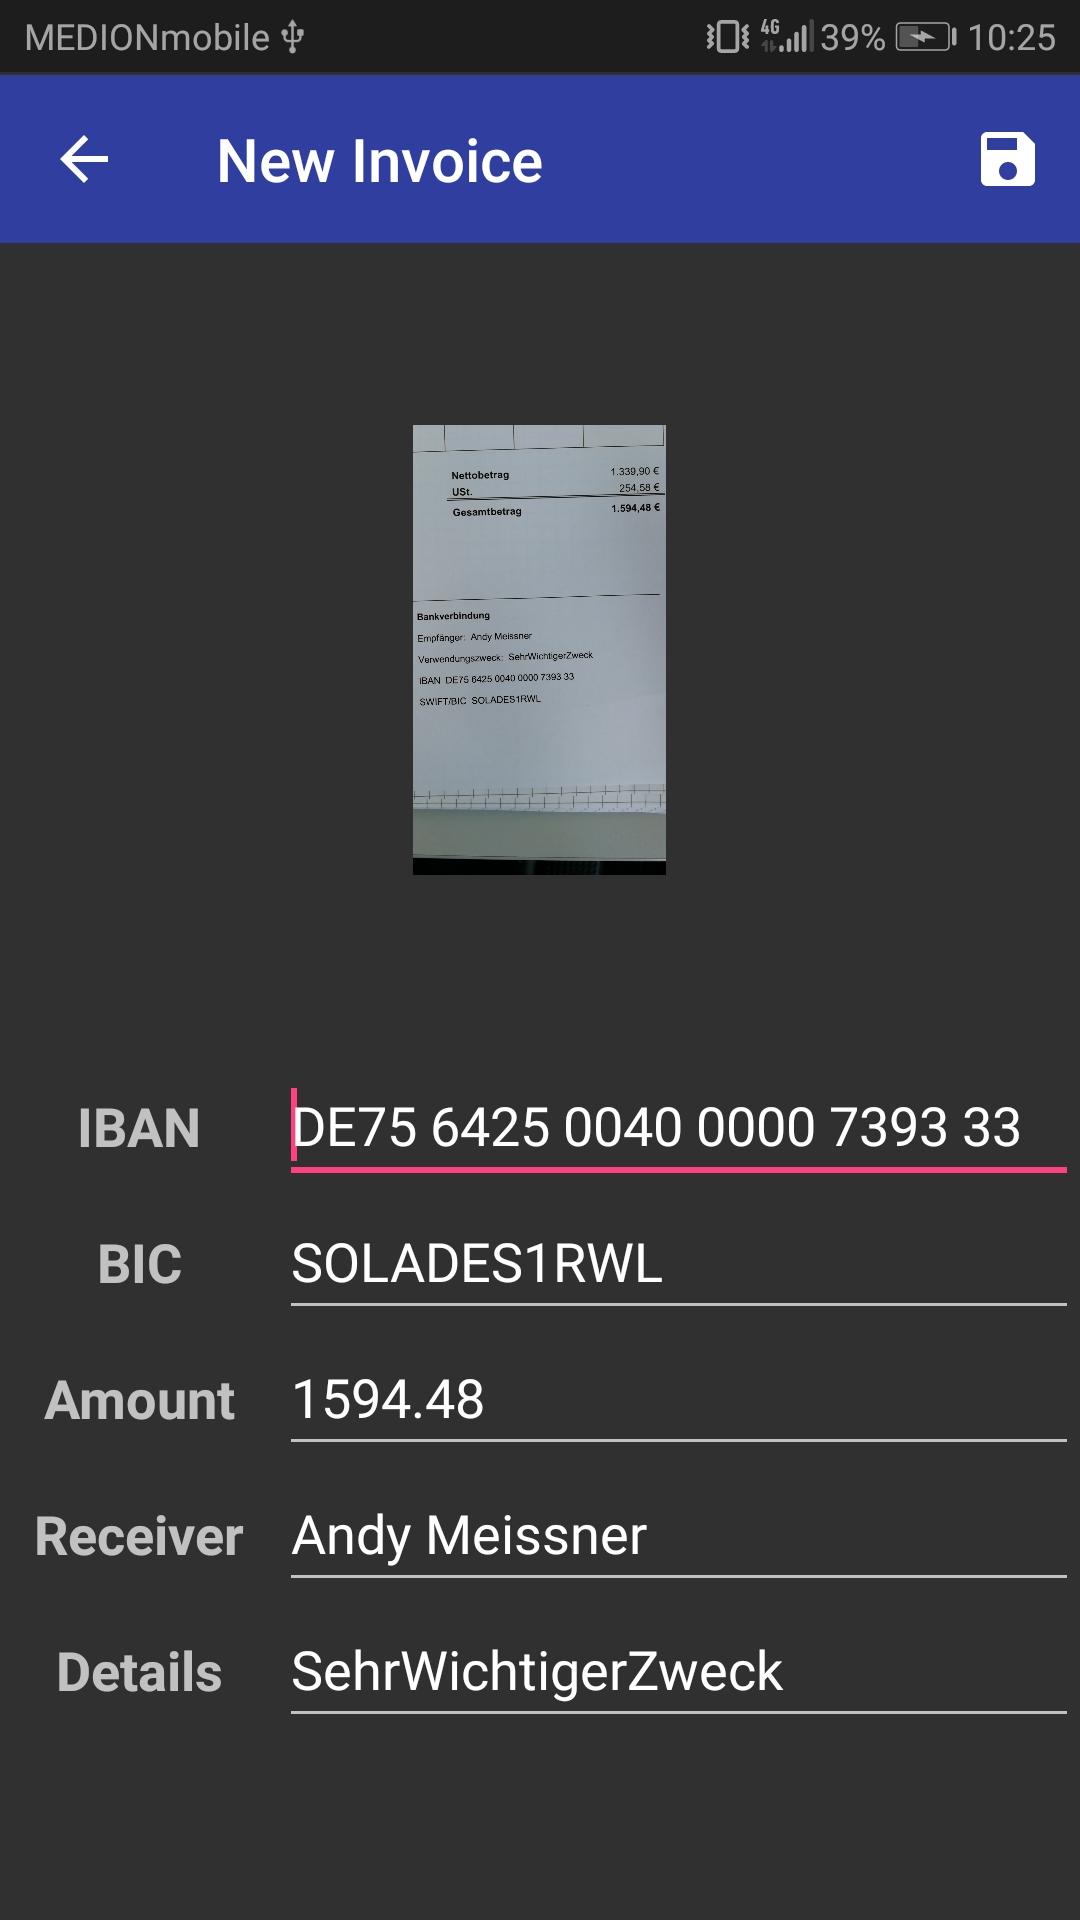 MEDIONmobile 4G 39% 10:25
New Invoice
Nettobetrag 1.339,90 €
USt. 254,58 €
Gesamtbetrag 1.594,48 €
Bankverbindung
Empfänger: Andy Meissner
Verwendungszweck: SehrWichtigerZweck
IBAN DE75 6425 0040 0000 7393 33
SWIFT/BIC SOLADES1RWL
IBAN DE75 6425 0040 0000 7393 33
BIC SOLADES1RWL
Amount 1594.48
Receiver Andy Meissner
Details SehrWichtigerZweck